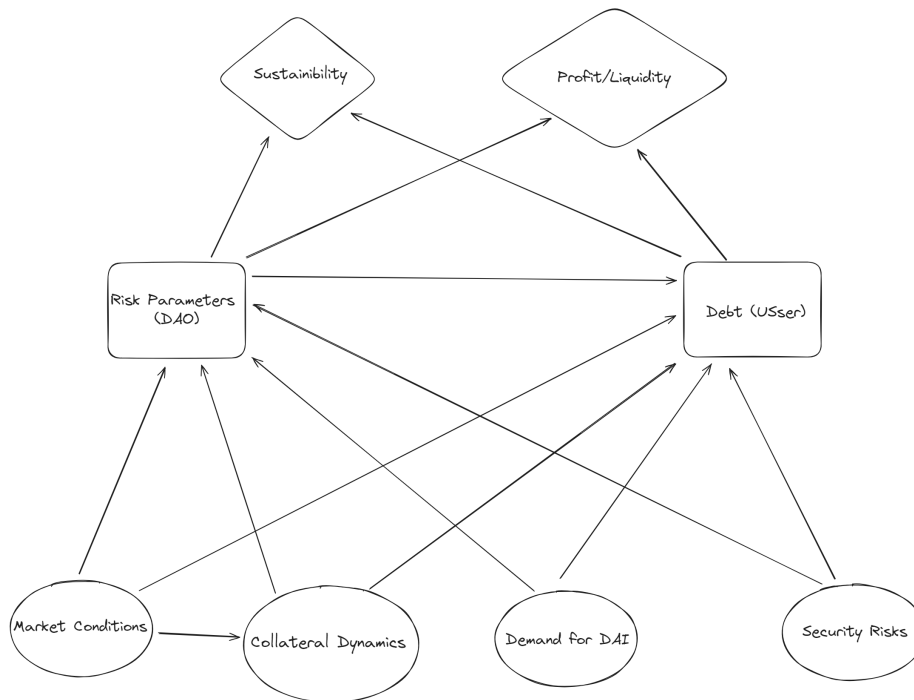 Sustainibility
Profit/Liquidity
Risk Parameters
(DAO)
Debt (USser)
Market Conditions
Collateral Dynamics
Demand for DAI
Security Risks